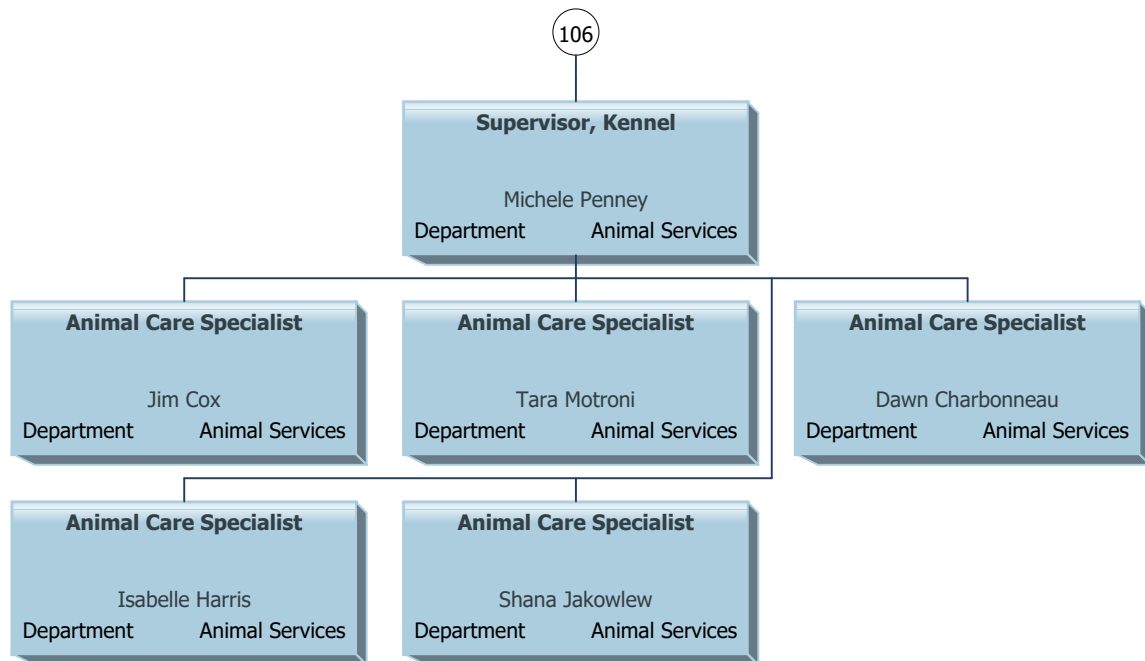 106
Supervisor, Kennel
Michele Penney
Department Animal Services
Animal Care Specialist
Jim Cox
Department Animal Services
Animal Care Specialist
Tara Motroni
Department Animal Services
Animal Care Specialist
Dawn Charbonneau
Department Animal Services
Animal Care Specialist
Isabelle Harris
Department Animal Services
Animal Care Specialist
Shana Jakowlew
Department Animal Services